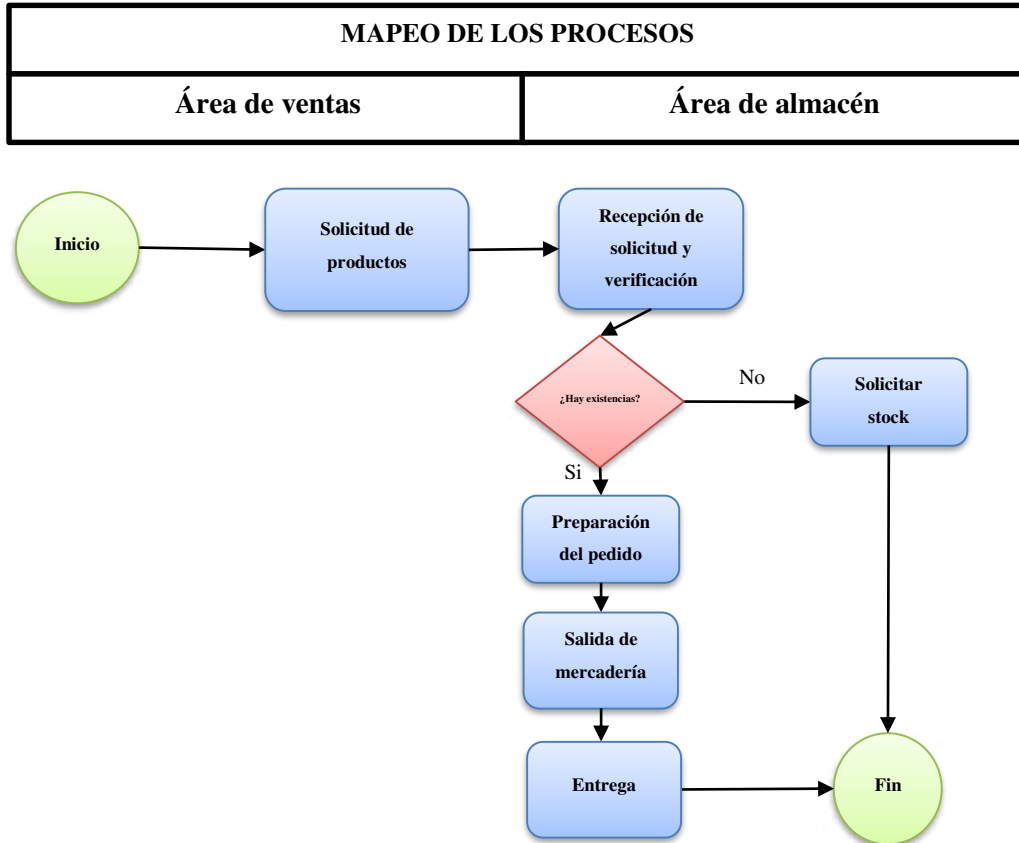 MAPEO DE LOS PROCESOS
Área de ventas
Área de almacén
Inicio
Solicitud de
productos
Recepción de
solicitud y
verificación
¿Hay existencias?
No
Solicitar
stock
Si
Preparación
del pedido
Salida de
mercadería
Entrega
Fin